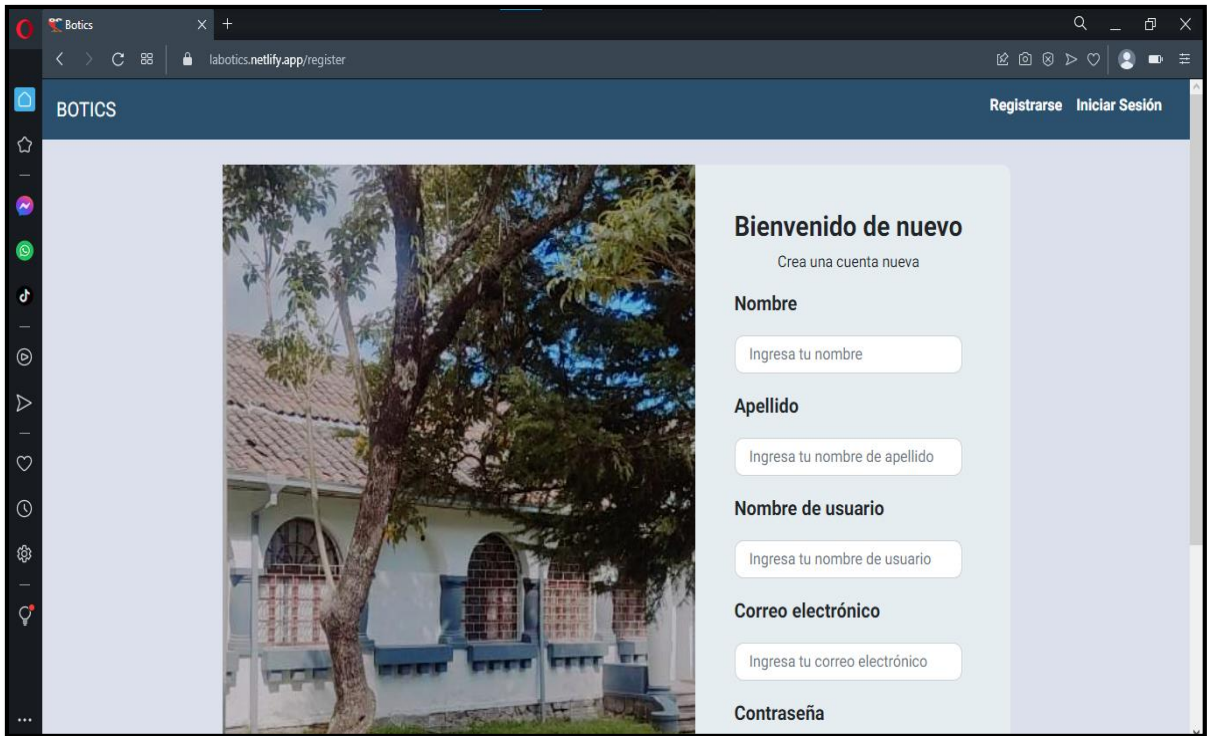 Botics
labotics.netlify.app/register
BOTICS
Registrarse Iniciar Sesión
Bienvenido de nuevo
Crea una cuenta nueva
Nombre
Ingresa tu nombre
Apellido
Ingresa tu nombre de apellido
Nombre de usuario
Ingresa tu nombre de usuario
Correo electrónico
Ingresa tu correo electrónico
Contraseña